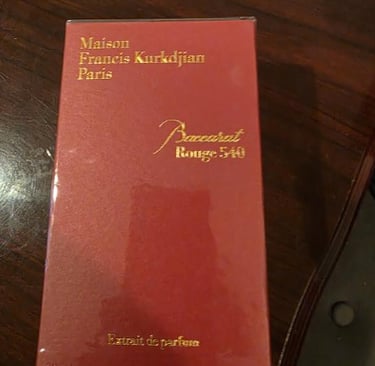 Maison
Francis Kurkdjian
Paris
Baccarat
Rouge 540
Extrait de parfum